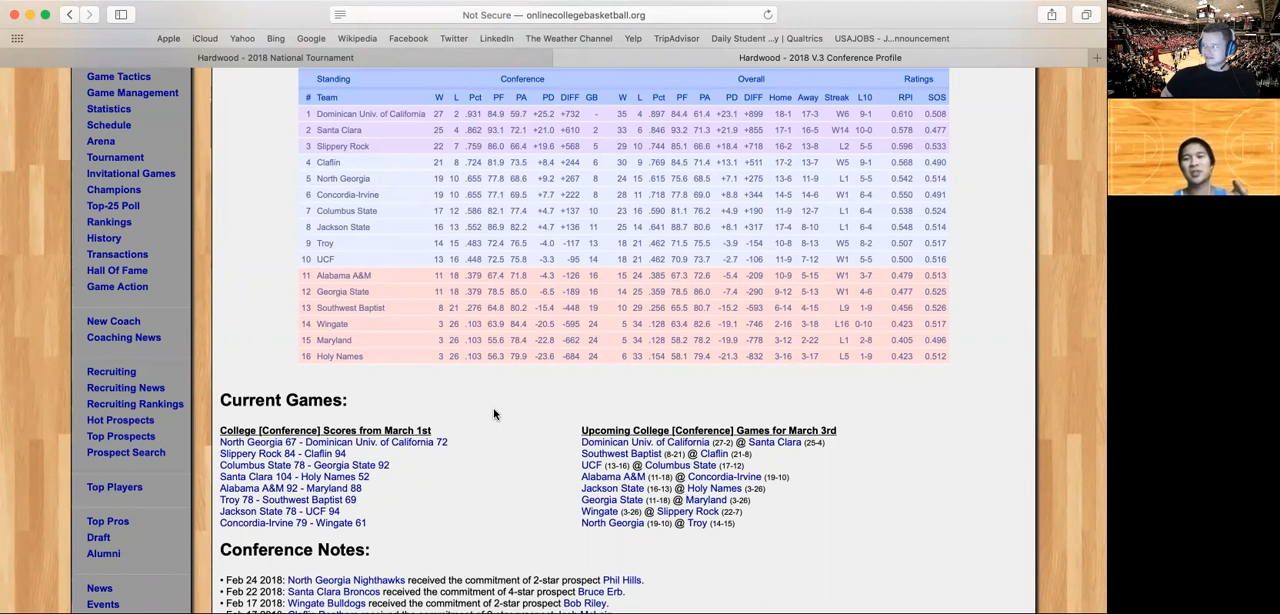 Not Secure — onlinecollegebasketball.org
Apple iCloud Yahoo Bing Google Wikipedia Facebook Twitter LinkedIn The Weather Channel Yelp TripAdvisor Daily Student ...y | Qualtrics USAJOBS - J...nnouncement
Hardwood - 2018 National Tournament Hardwood - 2018 V.3 Conference Profile
Game Tactics
Game Management
Statistics
Schedule
Arena
Tournament
Invitational Games
Champions
Top-25 Poll
Rankings
History
Transactions
Hall Of Fame
Game Action
New Coach
Coaching News
Recruiting
Recruiting News
Recruiting Rankings
Hot Prospects
Top Prospects
Prospect Search
Top Players
Top Pros
Draft
Alumni
News
Events
Standing Conference Overall Ratings
# Team W L Pct PF PA PD DIFF GB W L Pct PF PA PD DIFF Home Away Streak L10 RPI SOS
1 Dominican Univ. of California 27 2 .931 84.9 59.7 +25.2 +732 - 35 4 .897 84.4 61.4 +23.1 +899 18-1 17-3 W6 9-1 0.610 0.508
2 Santa Clara 25 4 .862 93.1 72.1 +21.0 +610 2 33 6 .846 93.2 71.3 +21.9 +855 17-1 16-5 W14 10-0 0.578 0.477
3 Slippery Rock 22 7 .759 86.0 66.4 +19.6 +568 5 29 10 .744 85.1 66.6 +18.4 +718 16-2 13-8 L2 5-5 0.596 0.533
4 Claflin 21 8 .724 81.9 73.5 +8.4 +244 6 30 9 .769 84.5 71.4 +13.1 +511 17-2 13-7 W5 9-1 0.568 0.490
5 North Georgia 19 10 .655 77.8 68.6 +9.2 +267 8 24 15 .615 75.6 68.5 +7.1 +275 13-6 11-9 L1 5-5 0.542 0.514
6 Concordia-Irvine 19 10 .655 77.1 69.5 +7.7 +222 8 28 11 .718 77.8 69.0 +8.8 +344 14-5 14-6 W1 6-4 0.550 0.491
7 Columbus State 17 12 .586 82.1 77.4 +4.7 +137 10 23 16 .590 81.1 76.2 +4.9 +190 11-9 12-7 L1 6-4 0.538 0.524
8 Jackson State 16 13 .552 86.9 82.2 +4.7 +136 11 25 14 .641 88.7 80.6 +8.1 +317 17-4 8-10 L1 6-4 0.548 0.514
9 Troy 14 15 .483 72.4 76.5 -4.0 -117 13 18 21 .462 71.5 75.5 -3.9 -154 10-8 8-13 W5 8-2 0.507 0.517
10 UCF 13 16 .448 72.5 75.8 -3.3 -95 14 18 21 .462 70.9 73.7 -2.7 -106 11-9 7-12 W1 5-5 0.500 0.516
11 Alabama A&M 11 18 .379 67.4 71.8 -4.3 -126 16 15 24 .385 67.3 72.6 -5.4 -209 10-9 5-15 W1 3-7 0.479 0.513
12 Georgia State 11 18 .379 78.5 85.0 -6.5 -189 16 14 25 .359 78.5 86.0 -7.4 -290 9-12 5-13 W1 4-6 0.477 0.525
13 Southwest Baptist 8 21 .276 64.8 80.2 -15.4 -448 19 10 29 .256 65.5 80.7 -15.2 -593 6-14 4-15 L9 1-9 0.456 0.526
14 Wingate 3 26 .103 63.9 84.4 -20.5 -595 24 5 34 .128 63.4 82.6 -19.1 -746 2-16 3-18 L16 0-10 0.423 0.517
15 Maryland 3 26 .103 55.6 78.4 -22.8 -662 24 5 34 .128 58.2 78.2 -19.9 -778 3-12 2-22 L1 2-8 0.405 0.496
16 Holy Names 3 26 .103 56.3 79.9 -23.6 -684 24 6 33 .154 58.1 79.4 -21.3 -832 3-16 3-17 L5 1-9 0.423 0.512
Current Games:
College [Conference] Scores from March 1st
North Georgia 67 - Dominican Univ. of California 72
Slippery Rock 84 - Claflin 94
Columbus State 78 - Georgia State 92
Santa Clara 104 - Holy Names 52
Alabama A&M 92 - Maryland 88
Troy 78 - Southwest Baptist 69
Jackson State 78 - UCF 94
Concordia-Irvine 79 - Wingate 61
Upcoming College [Conference] Games for March 3rd
Dominican Univ. of California (27-2) @ Santa Clara (25-4)
Southwest Baptist (8-21) @ Claflin (21-8)
UCF (13-16) @ Columbus State (17-12)
Alabama A&M (11-18) @ Concordia-Irvine (19-10)
Jackson State (16-13) @ Holy Names (3-26)
Georgia State (11-18) @ Maryland (3-26)
Wingate (3-26) @ Slippery Rock (22-7)
North Georgia (19-10) @ Troy (14-15)
Conference Notes:
• Feb 24 2018: North Georgia Nighthawks received the commitment of 2-star prospect Phil Hills.
• Feb 22 2018: Santa Clara Broncos received the commitment of 4-star prospect Bruce Erb.
• Feb 17 2018: Wingate Bulldogs received the commitment of 2-star prospect Bob Riley.